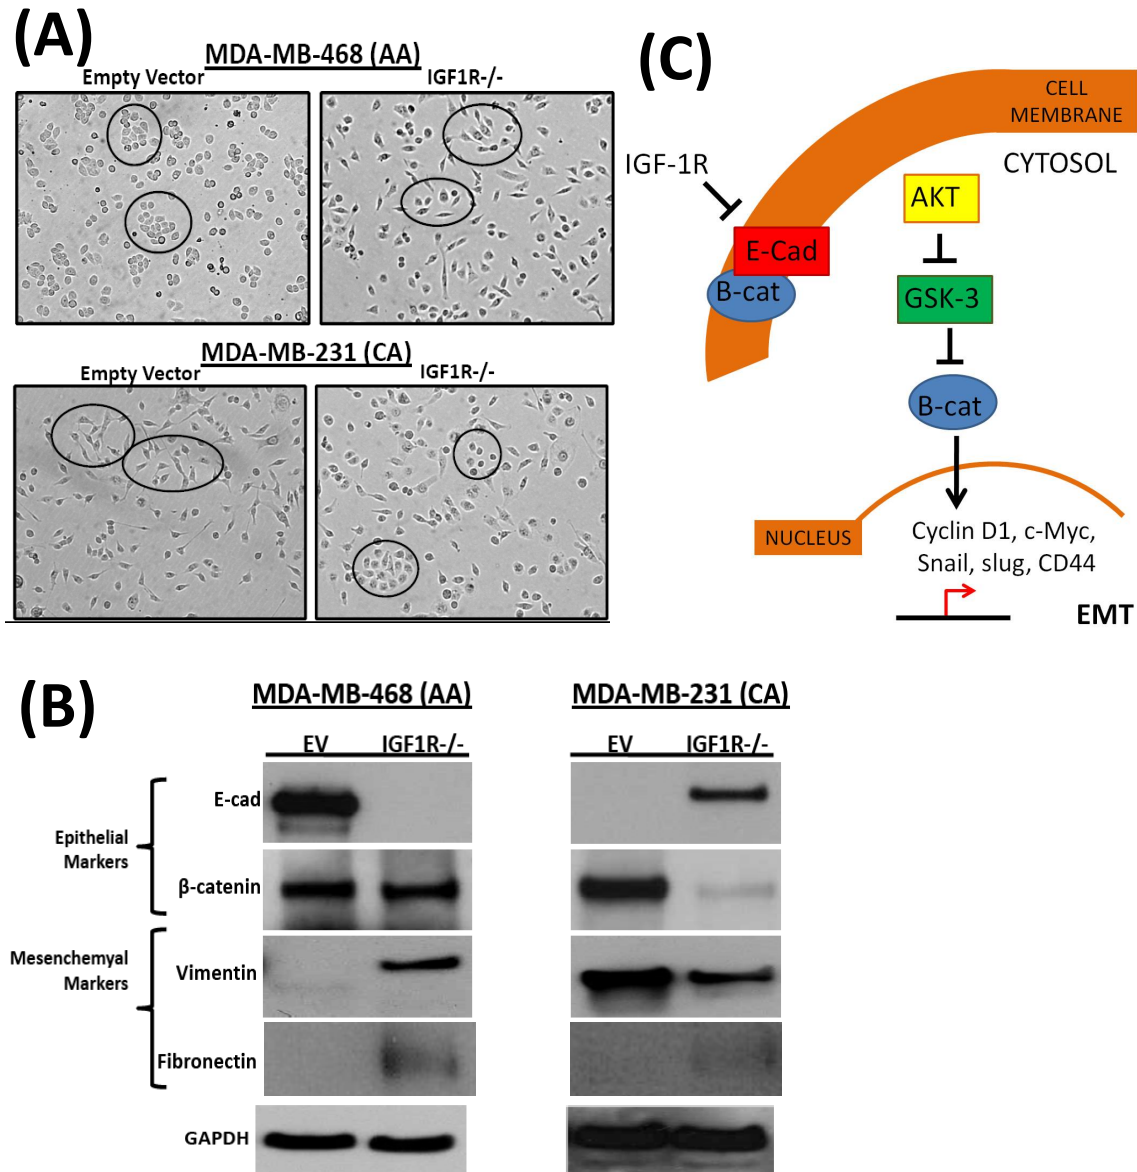 (A)
MDA-MB-468 (AA)
Empty Vector
IGF1R-/-
MDA-MB-231 (CA)
Empty Vector
IGF1R-/-
(C)
CELL
MEMBRANE
CYTOSOL
IGF-1R
AKT
E-Cad
B-cat
GSK-3
B-cat
NUCLEUS
Cyclin D1, c-Myc,
Snail, slug, CD44
EMT
(B)
MDA-MB-468 (AA)
MDA-MB-231 (CA)
EV
IGF1R-/-
EV
IGF1R-/-
Epithelial
Markers
E-cad
β-catenin
Mesenchemyal
Markers
Vimentin
Fibronectin
GAPDH